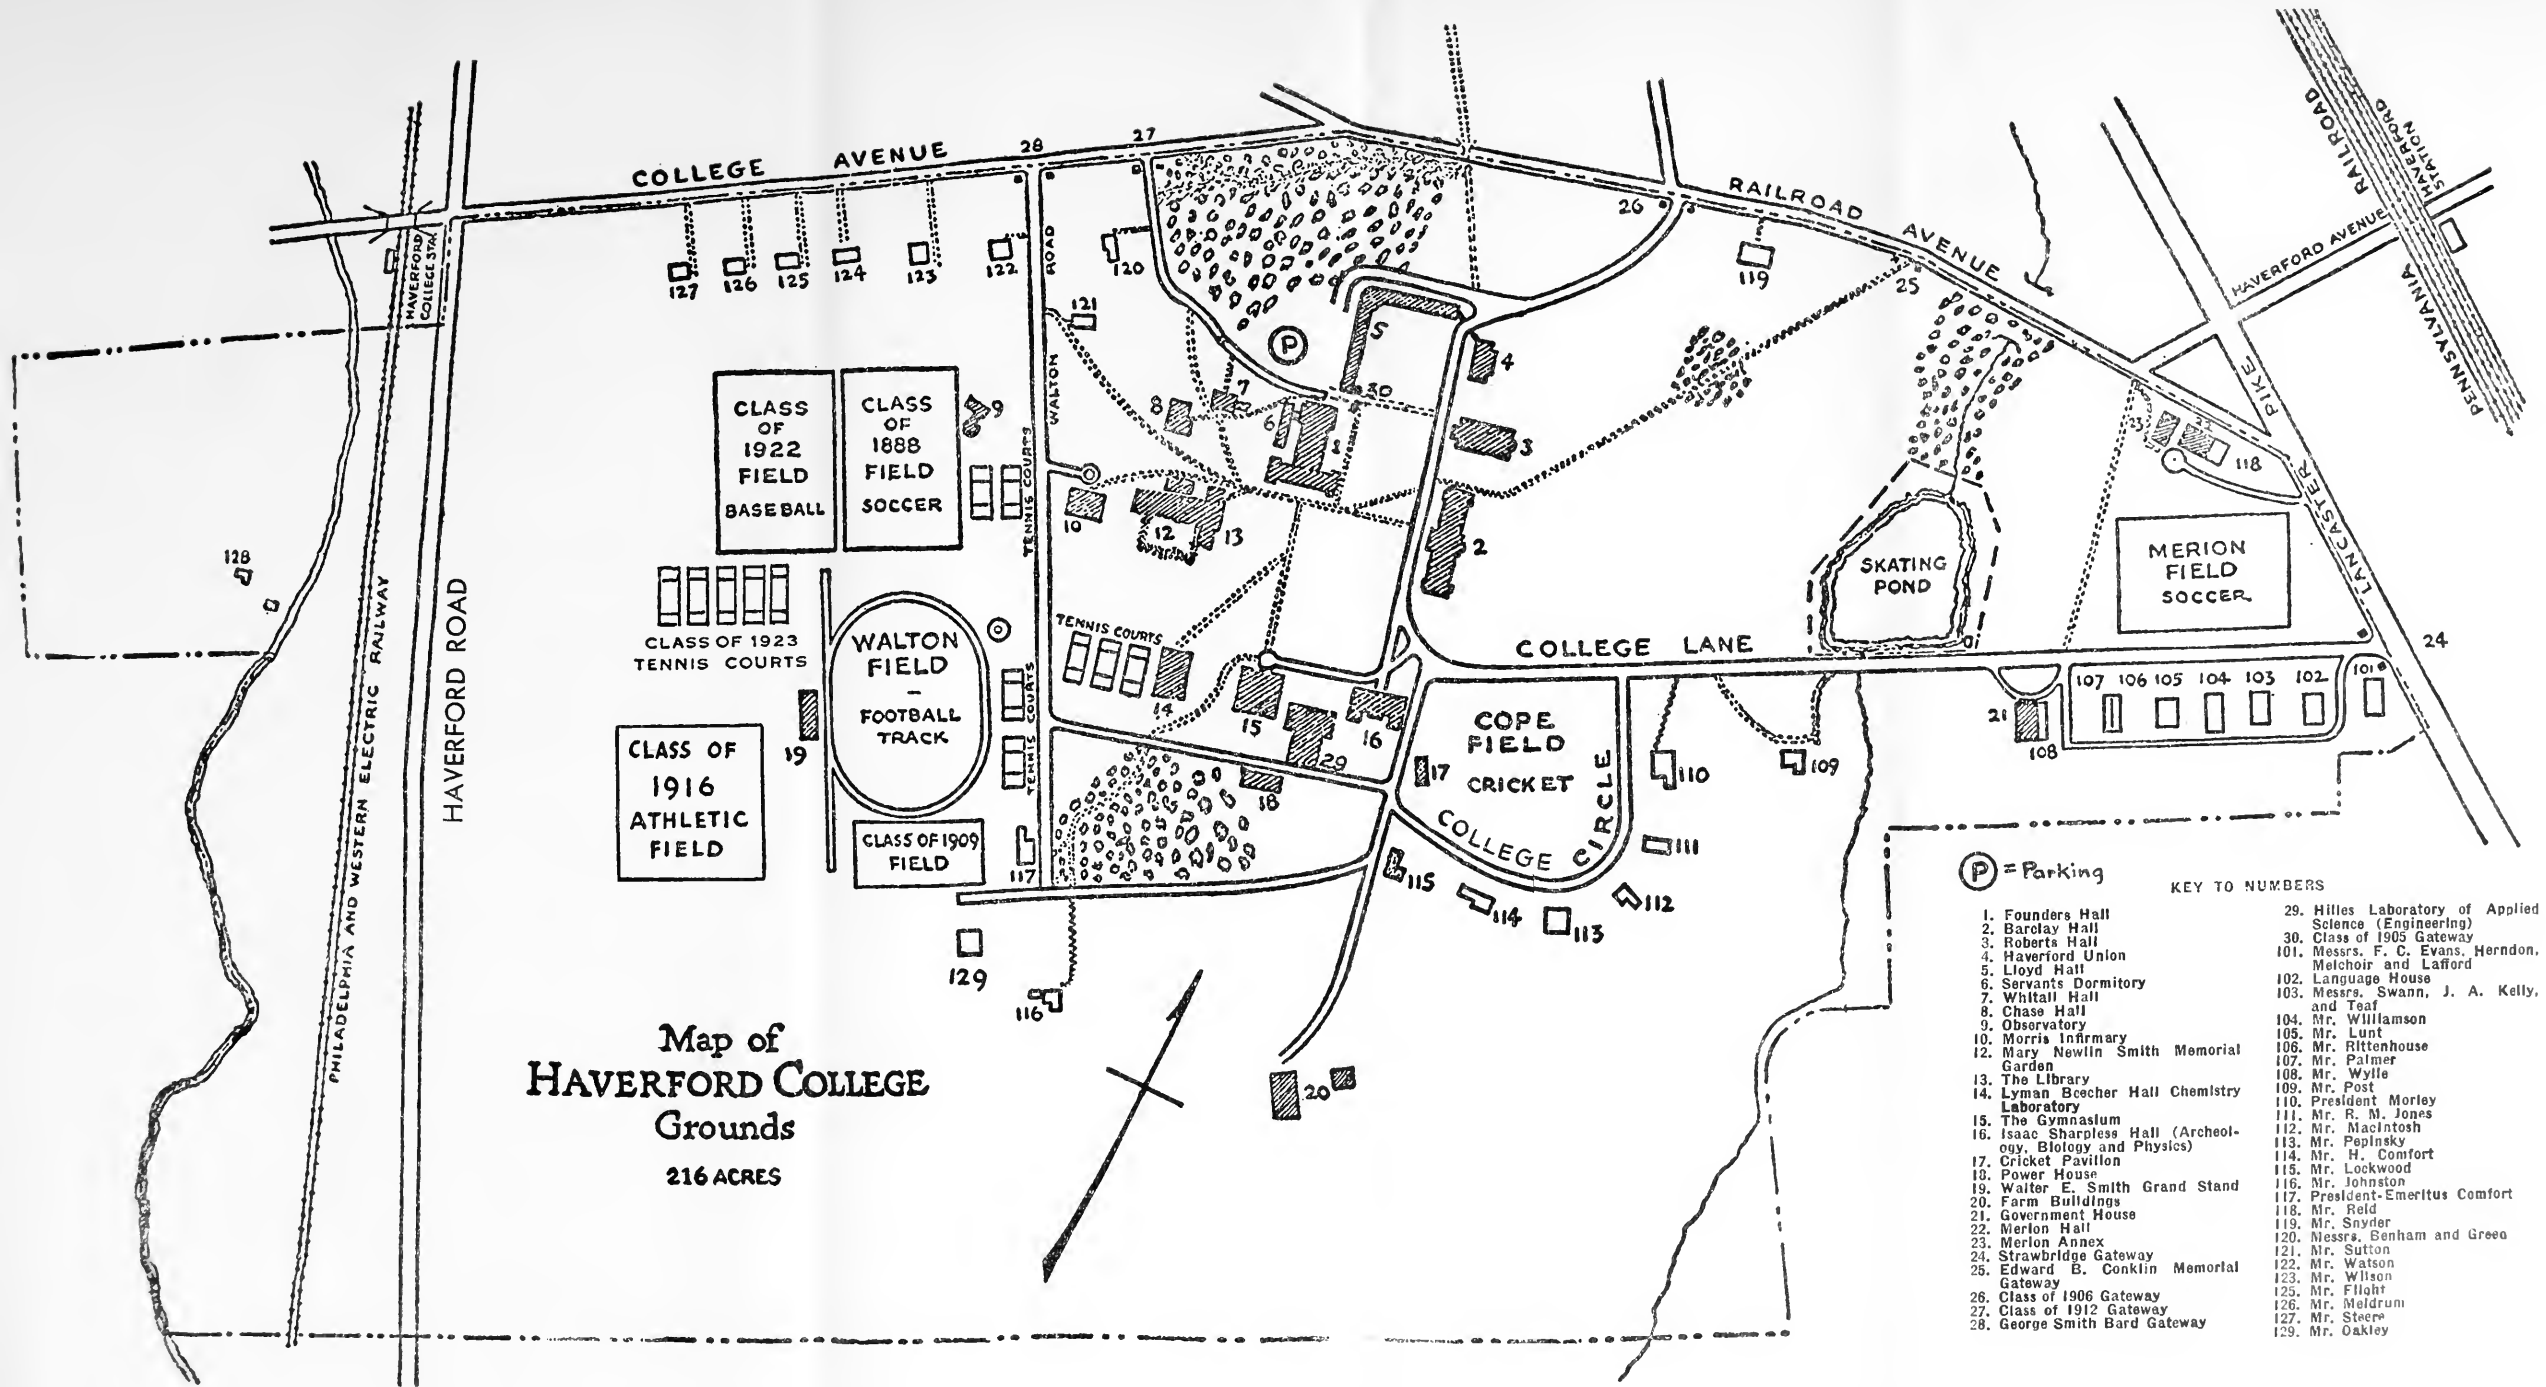 COLLEGE AVENUE
28
27
RAILROAD AVENUE
26
25
PENNSYLVANIA RAILROAD
HAVERFORD STATION
HAVERFORD AVENUE
LANCASTER PIKE
HAVERFORD COLLEGE STA.
127
126
125
124
123
122
120
121
119
WALTON ROAD
P
5
4
30
3
7
8
6
1
9
10
12
13
2
23
22
118
CLASS
OF
1922
FIELD
BASEBALL
CLASS
OF
1888
FIELD
SOCCER
TENNIS COURTS
128
PHILADELPHIA AND WESTERN ELECTRIC RAILWAY
HAVERFORD ROAD
CLASS OF 1923
TENNIS COURTS
WALTON
FIELD
-
FOOTBALL
TRACK
TENNIS COURTS
TENNIS COURTS
14
15
16
29
18
17
19
CLASS OF
1916
ATHLETIC
FIELD
CLASS OF 1909
FIELD
117
COLLEGE LANE
SKATING
POND
MERION
FIELD
SOCCER
24
107 106 105 104 103 102 101
21
108
COPE
FIELD
CRICKET
COLLEGE CIRCLE
110
109
111
112
113
114
115
129
116
20
Map of
HAVERFORD COLLEGE
Grounds
216 ACRES
P = Parking
KEY TO NUMBERS
1. Founders Hall
2. Barclay Hall
3. Roberts Hall
4. Haverford Union
5. Lloyd Hall
6. Servants Dormitory
7. Whitall Hall
8. Chase Hall
9. Observatory
10. Morris Infirmary
12. Mary Newlin Smith Memorial
Garden
13. The Library
14. Lyman Beecher Hall Chemistry
Laboratory
15. The Gymnasium
16. Isaac Sharpless Hall (Archeol-
ogy, Biology and Physics)
17. Cricket Pavilion
18. Power House
19. Walter E. Smith Grand Stand
20. Farm Buildings
21. Government House
22. Merion Hall
23. Merion Annex
24. Strawbridge Gateway
25. Edward B. Conklin Memorial
Gateway
26. Class of 1906 Gateway
27. Class of 1912 Gateway
28. George Smith Bard Gateway
29. Hilles Laboratory of Applied
Science (Engineering)
30. Class of 1905 Gateway
101. Messrs. F. C. Evans, Herndon,
Melchoir and Lafford
102. Language House
103. Messrs. Swann, J. A. Kelly,
and Teaf
104. Mr. Williamson
105. Mr. Lunt
106. Mr. Rittenhouse
107. Mr. Palmer
108. Mr. Wylie
109. Mr. Post
110. President Morley
111. Mr. R. M. Jones
112. Mr. MacIntosh
113. Mr. Pepinsky
114. Mr. H. Comfort
115. Mr. Lockwood
116. Mr. Johnston
117. President-Emeritus Comfort
118. Mr. Reid
119. Mr. Snyder
120. Messrs. Benham and Green
121. Mr. Sutton
122. Mr. Watson
123. Mr. Wilson
125. Mr. Flight
126. Mr. Meldrum
127. Mr. Steere
129. Mr. Oakley